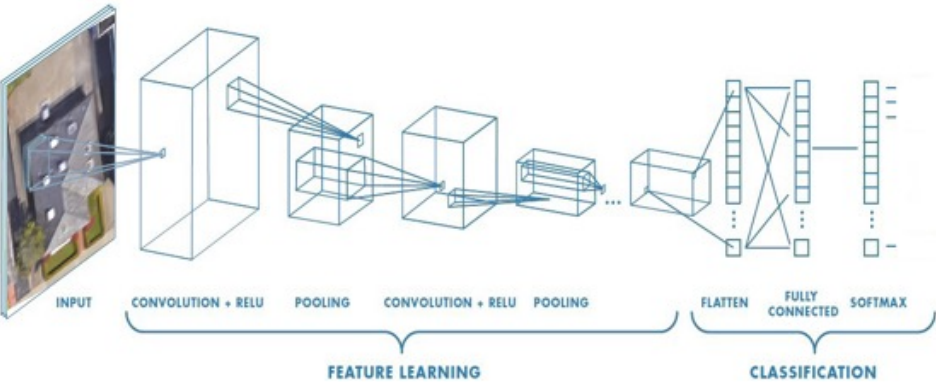 INPUT
CONVOLUTION + RELU
POOLING
CONVOLUTION + RELU
POOLING
FLATTEN
FULLY
CONNECTED
SOFTMAX
FEATURE LEARNING
CLASSIFICATION